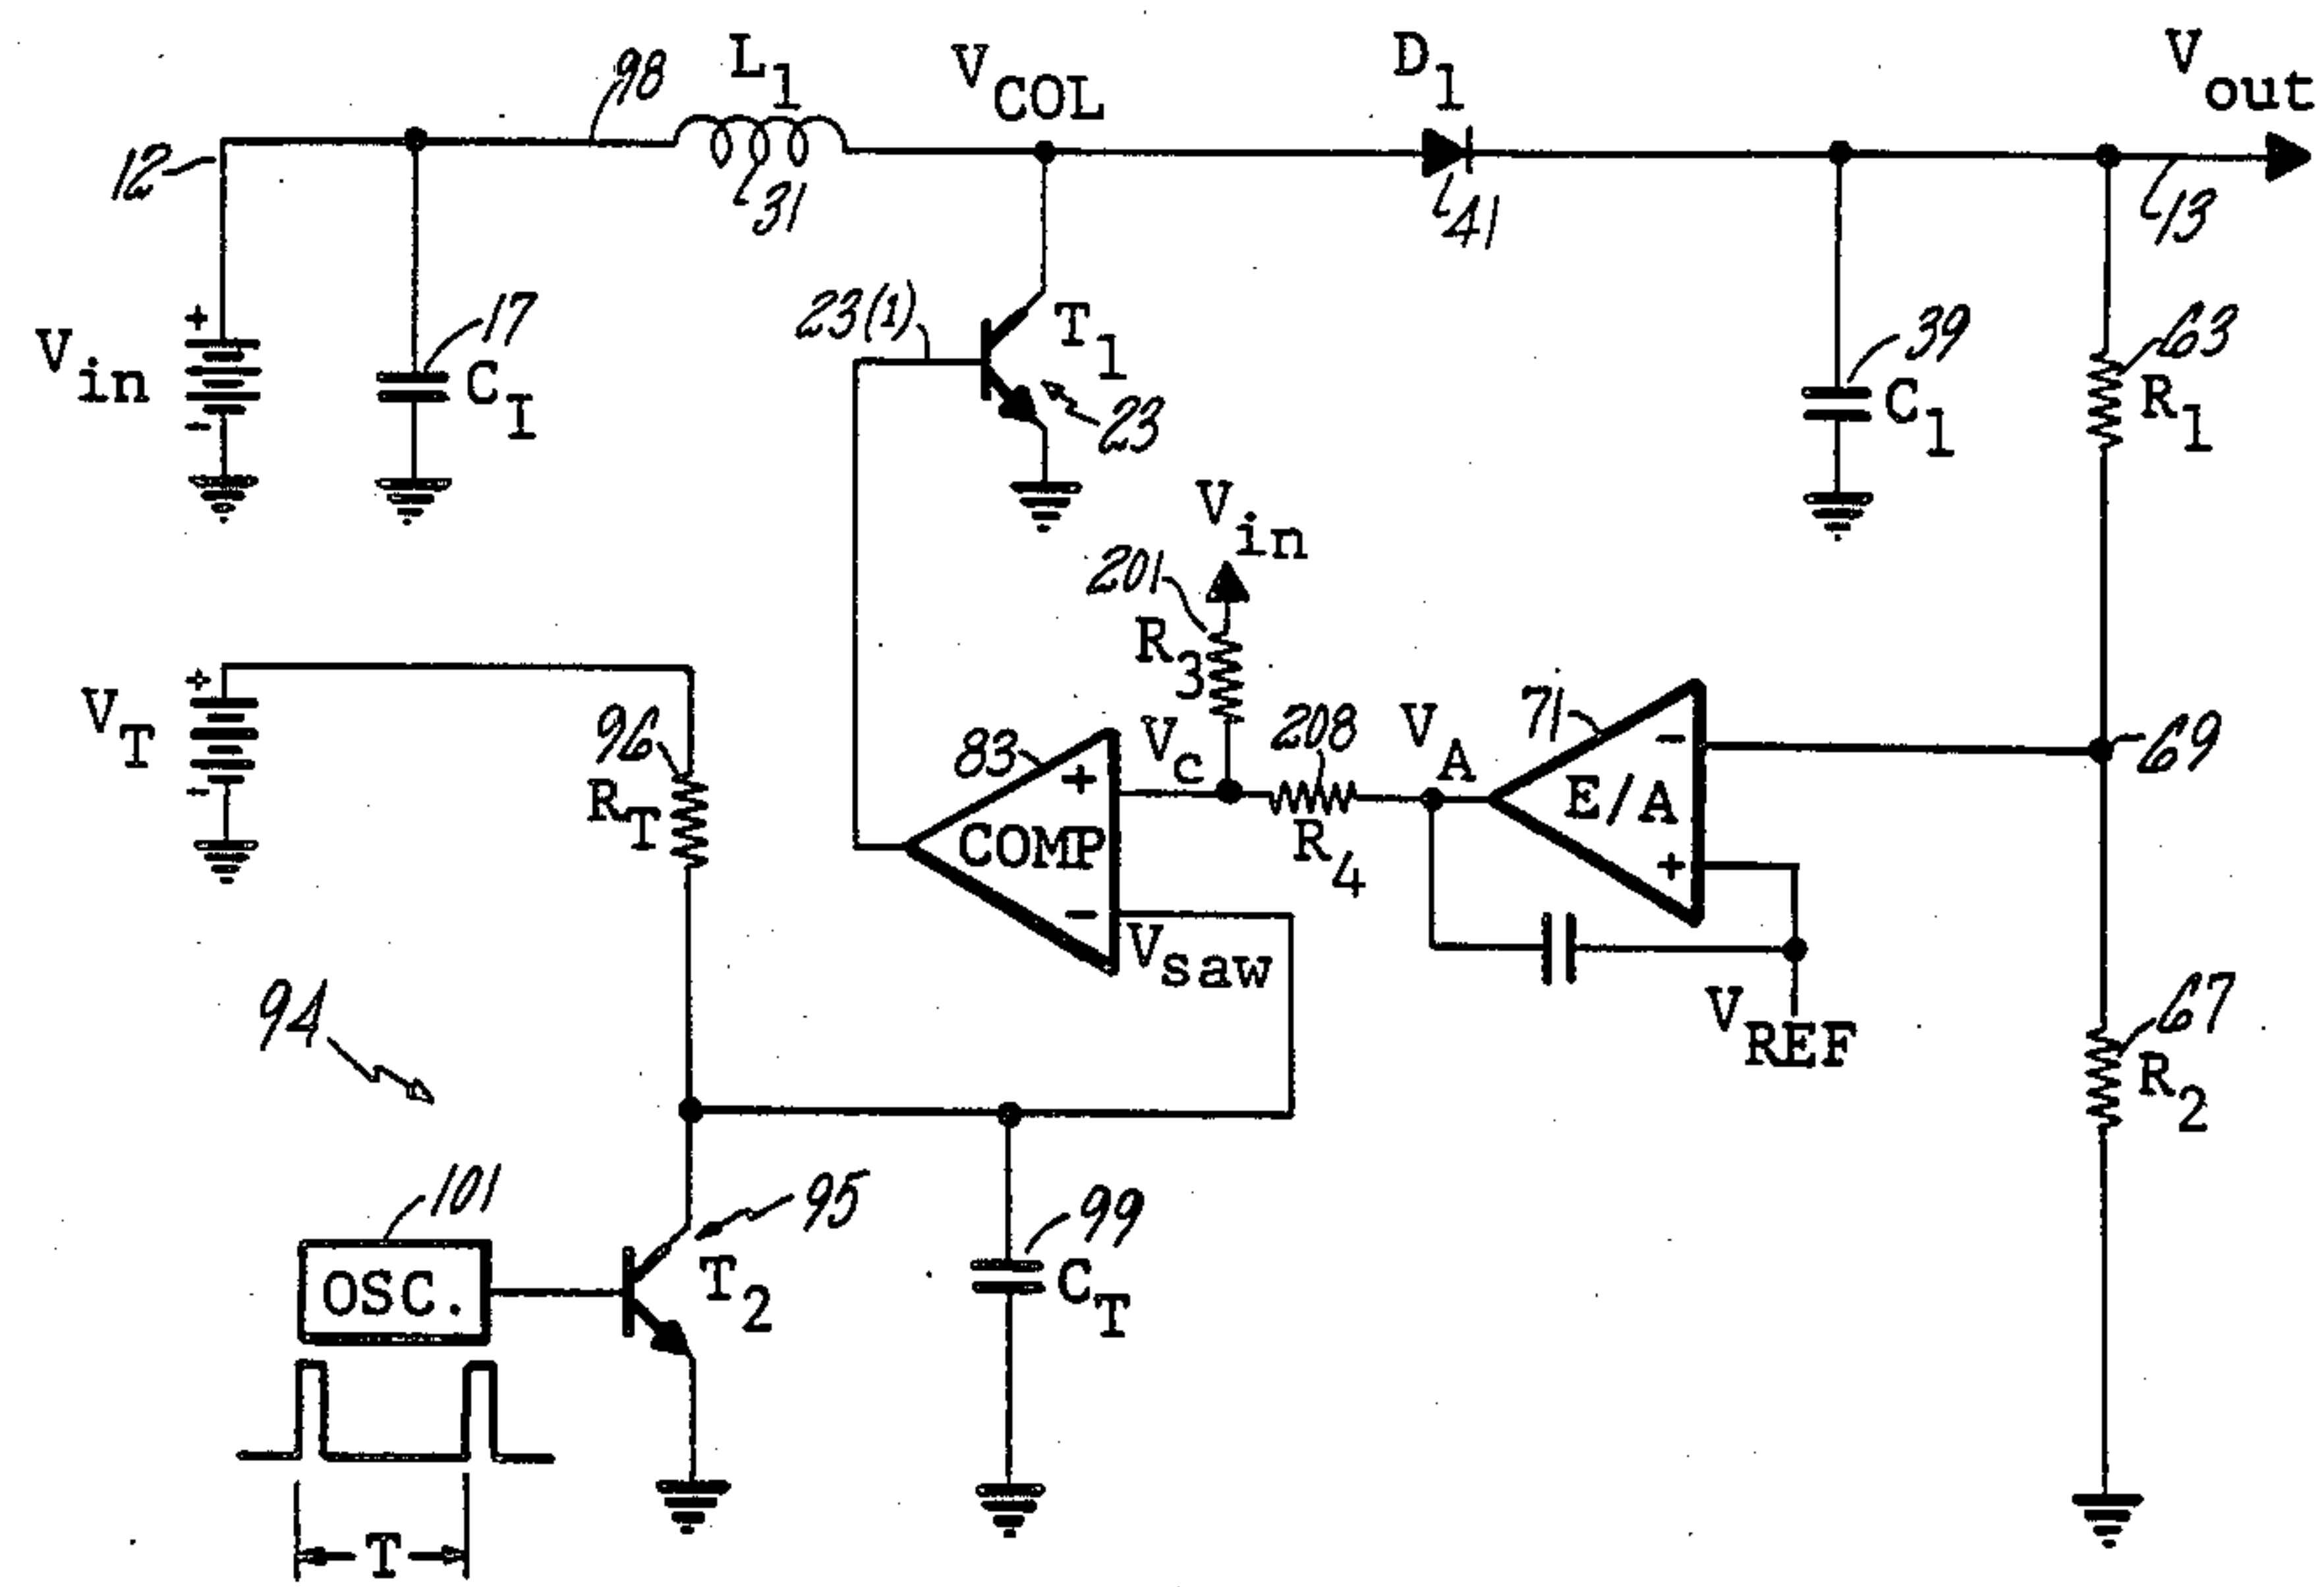 98
L1
VCOL
D1
Vout
12
31
41
43
Vin
+
-
17
CI
23(1)
T1
23
39
C1
63
R1
Vin
201
R3
VT
+
-
96
RT
83
COMP
+
-
Vc
208
R4
VA
A
71
E/A
-
+
69
Vsaw
VREF
67
R2
94
101
OSC.
95
T2
99
CT
T